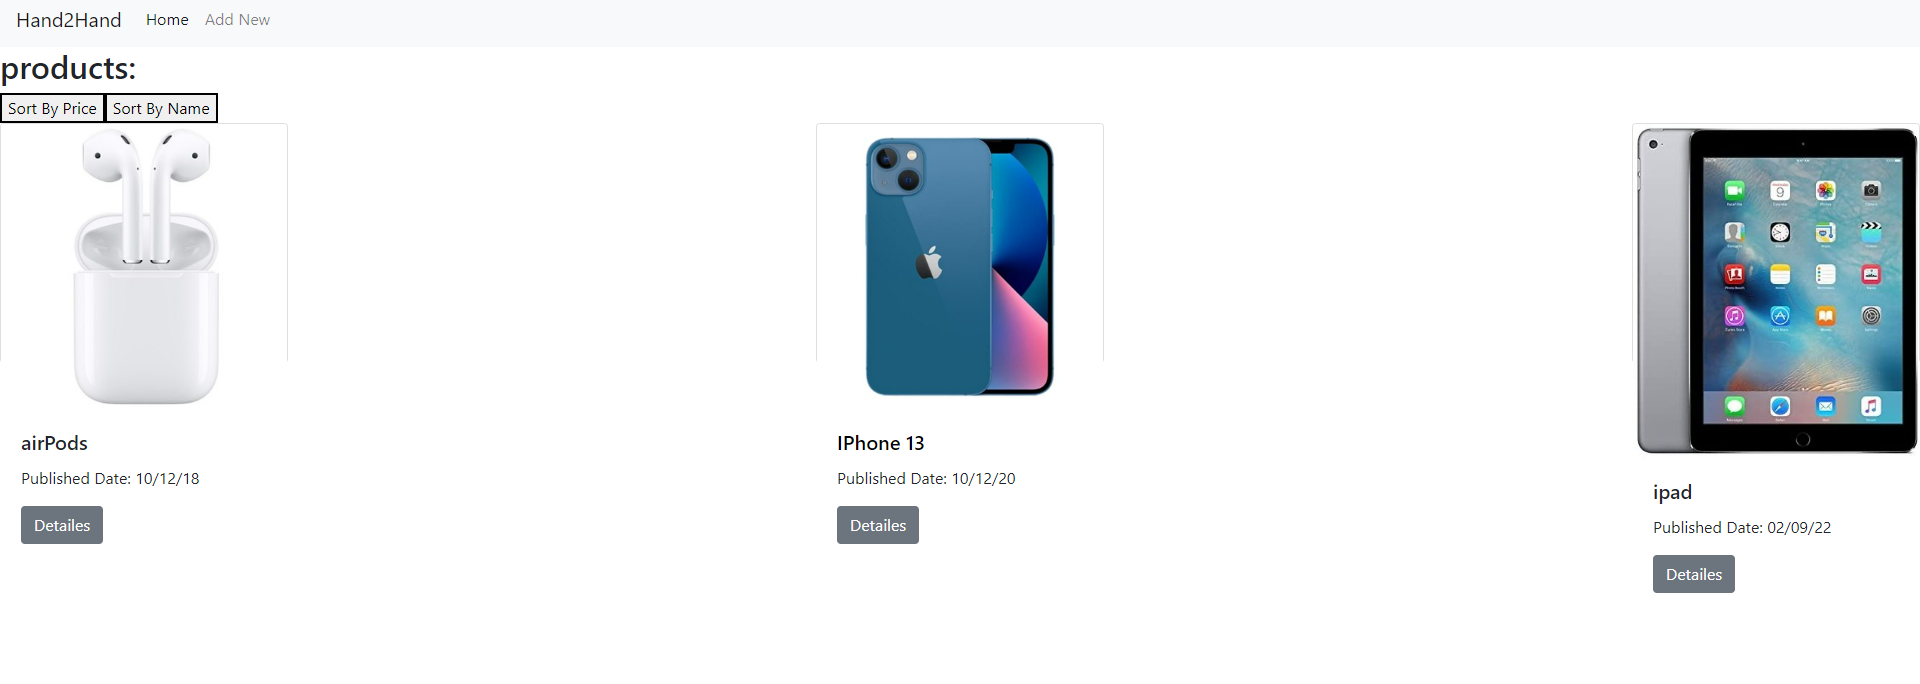 Hand2Hand Home Add New
products:
Sort By Price Sort By Name
airPods
Published Date: 10/12/18
Detailes
IPhone 13
Published Date: 10/12/20
Detailes
9
ipad
Published Date: 02/09/22
Detailes